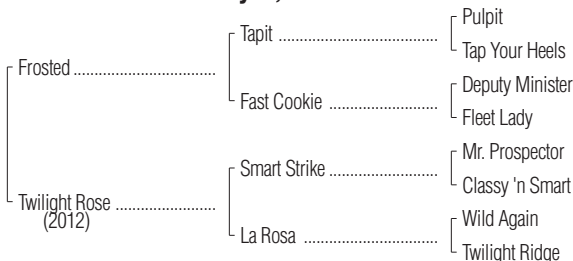 Pulpit
Tapit ..........................................
Tap Your Heels
Frosted .....................................
Deputy Minister
Fast Cookie ............................
Fleet Lady
Mr. Prospector
Smart Strike .............................
Classy 'n Smart
Twilight Rose ..........................
(2012)
Wild Again
La Rosa ...................................
Twilight Ridge